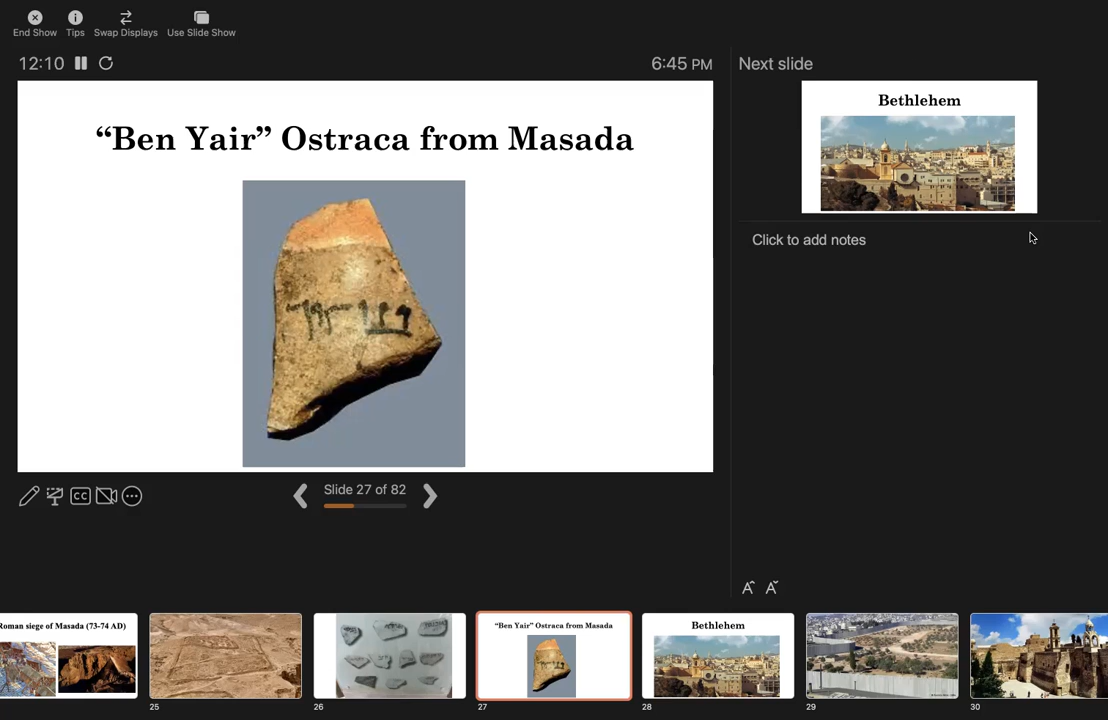 End Show
Tips
Swap Displays
Use Slide Show
12:10
6:45 PM
Next slide
“Ben Yair” Ostraca from Masada
Bethlehem
Click to add notes
CC
Slide 27 of 82
Roman siege of Masada (73-74 AD)
“Ben Yair” Ostraca from Masada
Bethlehem
25
26
27
28
29
30